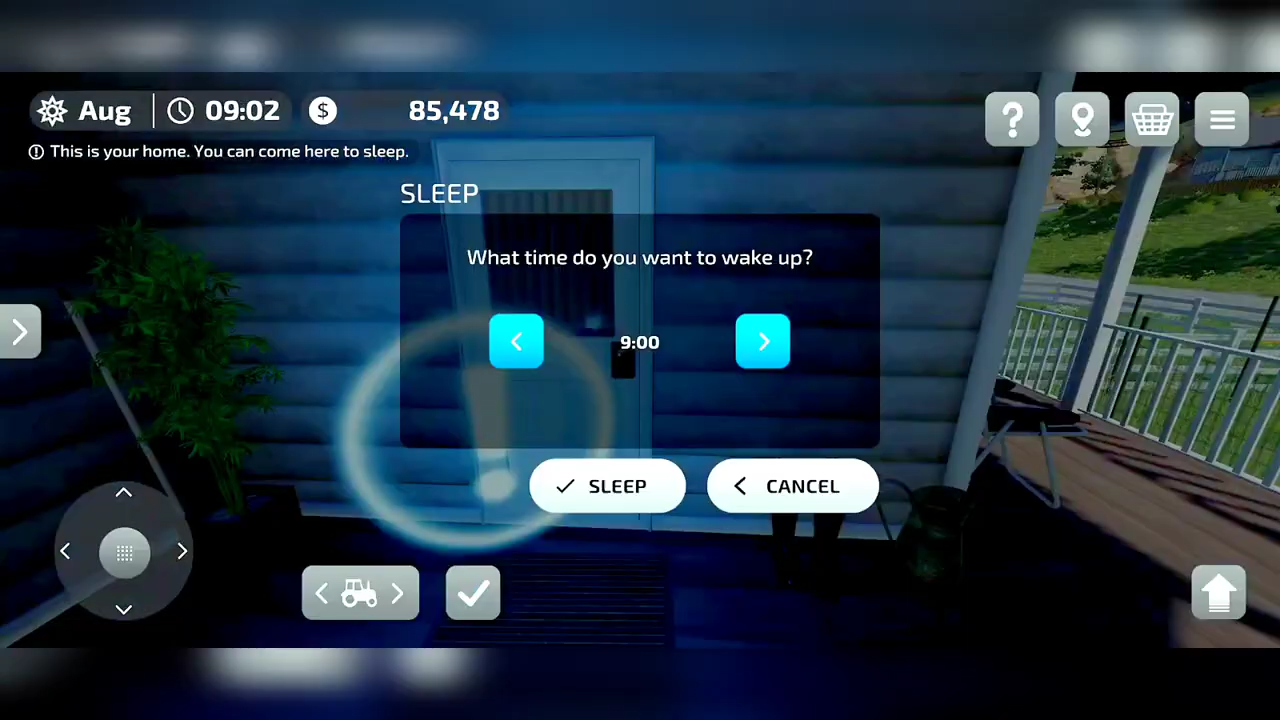 Aug 09:02 $ 85,478
This is your home. You can come here to sleep.
?
SLEEP
What time do you want to wake up?
9:00
SLEEP CANCEL